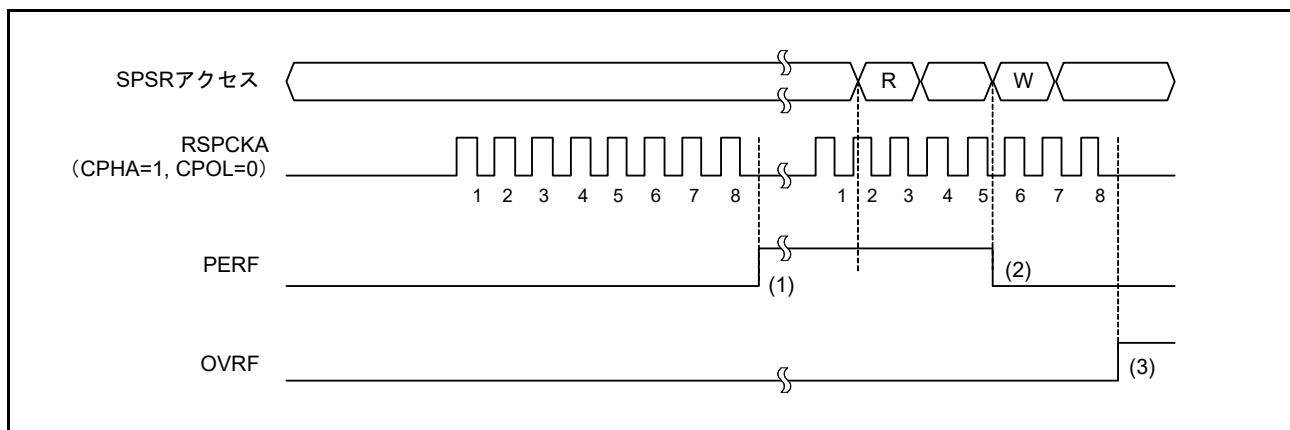 SPSRアクセス
R
W
RSPCKA
(CPHA=1, CPOL=0)
1 2 3 4 5 6 7 8 1 2 3 4 5 6 7 8
PERF
(1)
(2)
OVRF
(3)